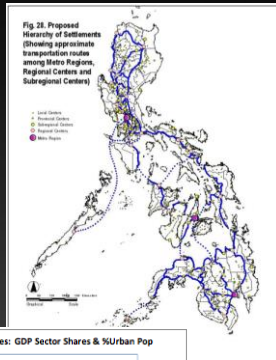 Fig. 28. Proposed
Hierarchy of Settlements
(Showing approximate
transportation routes
among Metro Regions,
Regional Centers and
Subregional Centers)
Local Centers
Provincial Centers
Subregional Centers
Regional Centers
Metro Region
es: GDP Sector Shares & %Urban Pop